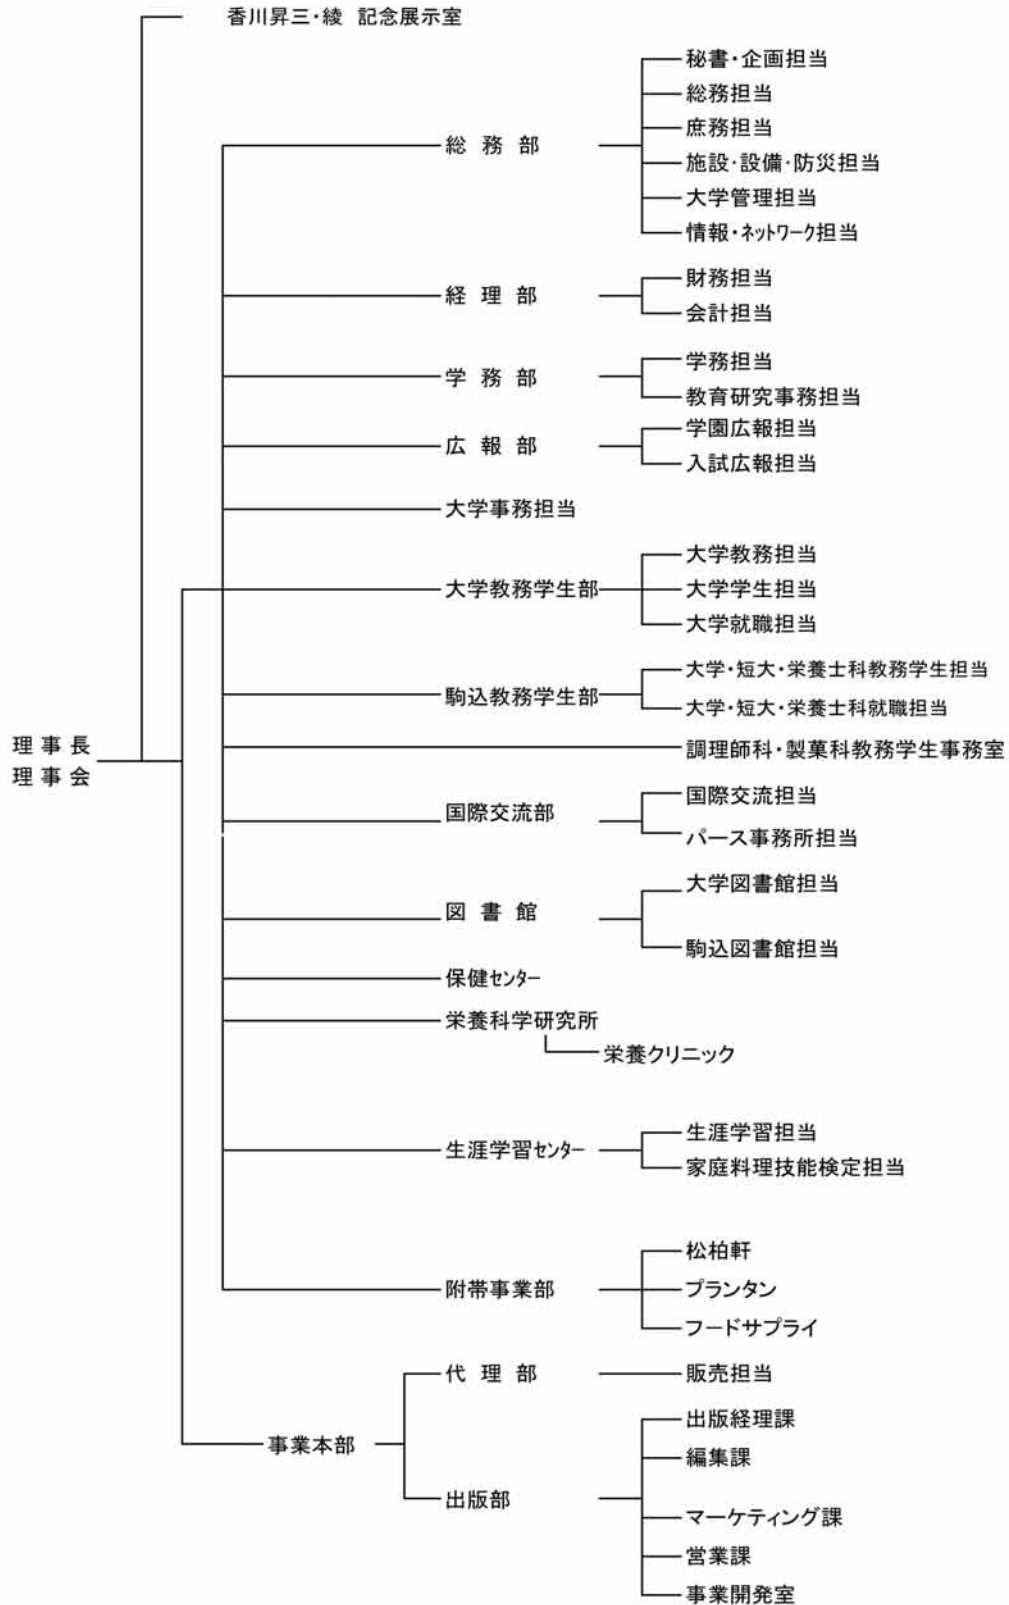 香川昇三・綾 記念展示室
総務部
秘書・企画担当
総務担当
庶務担当
施設・設備・防災担当
大学管理担当
情報・ネットワーク担当
経理部
財務担当
会計担当
学務部
学務担当
教育研究事務担当
広報部
学園広報担当
入試広報担当
大学事務担当
大学教務学生部
大学教務担当
大学学生担当
大学就職担当
駒込教務学生部
大学・短大・栄養士科教務学生担当
大学・短大・栄養士科就職担当
理事長
理事会
調理師科・製菓科教務学生事務室
国際交流部
国際交流担当
パース事務所担当
図書館
大学図書館担当
駒込図書館担当
保健センター
栄養科学研究所
栄養クリニック
生涯学習センター
生涯学習担当
家庭料理技能検定担当
附帯事業部
松柏軒
プランタン
フードサプライ
事業本部
代理部
販売担当
出版部
出版経理課
編集課
マーケティング課
営業課
事業開発室